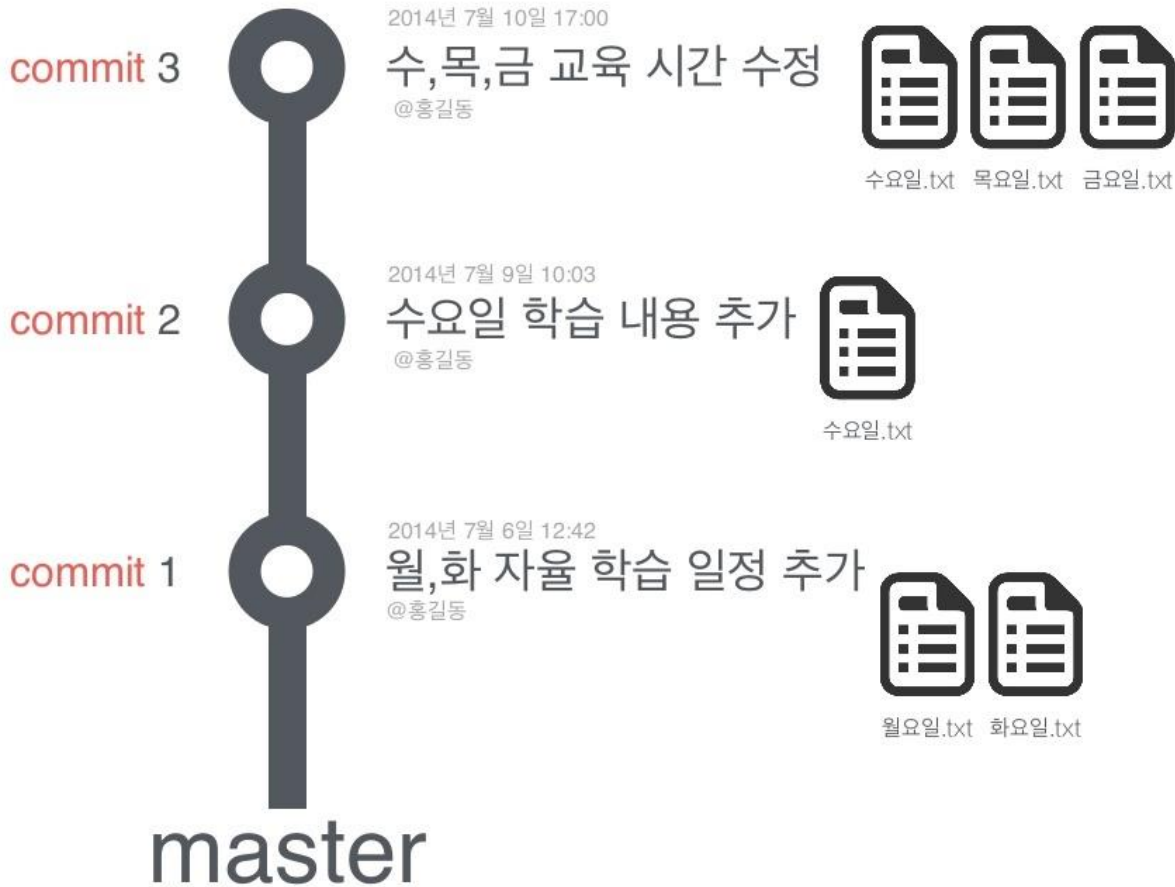 2014년 7월 10일 17:00
commit 3
수,목,금 교육 시간 수정
@홍길동
수요일.txt 목요일.txt 금요일.txt
2014년 7월 9일 10:03
commit 2
수요일 학습 내용 추가
@홍길동
수요일.txt
2014년 7월 6일 12:42
commit 1
월,화 자율 학습 일정 추가
@홍길동
월요일.txt 화요일.txt
master